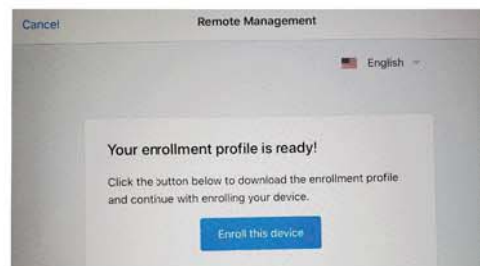 Cancel
Remote Management
English
Your enrollment profile is ready!
Click the button below to download the enrollment profile
and continue with enrolling your device.
Enroll this device